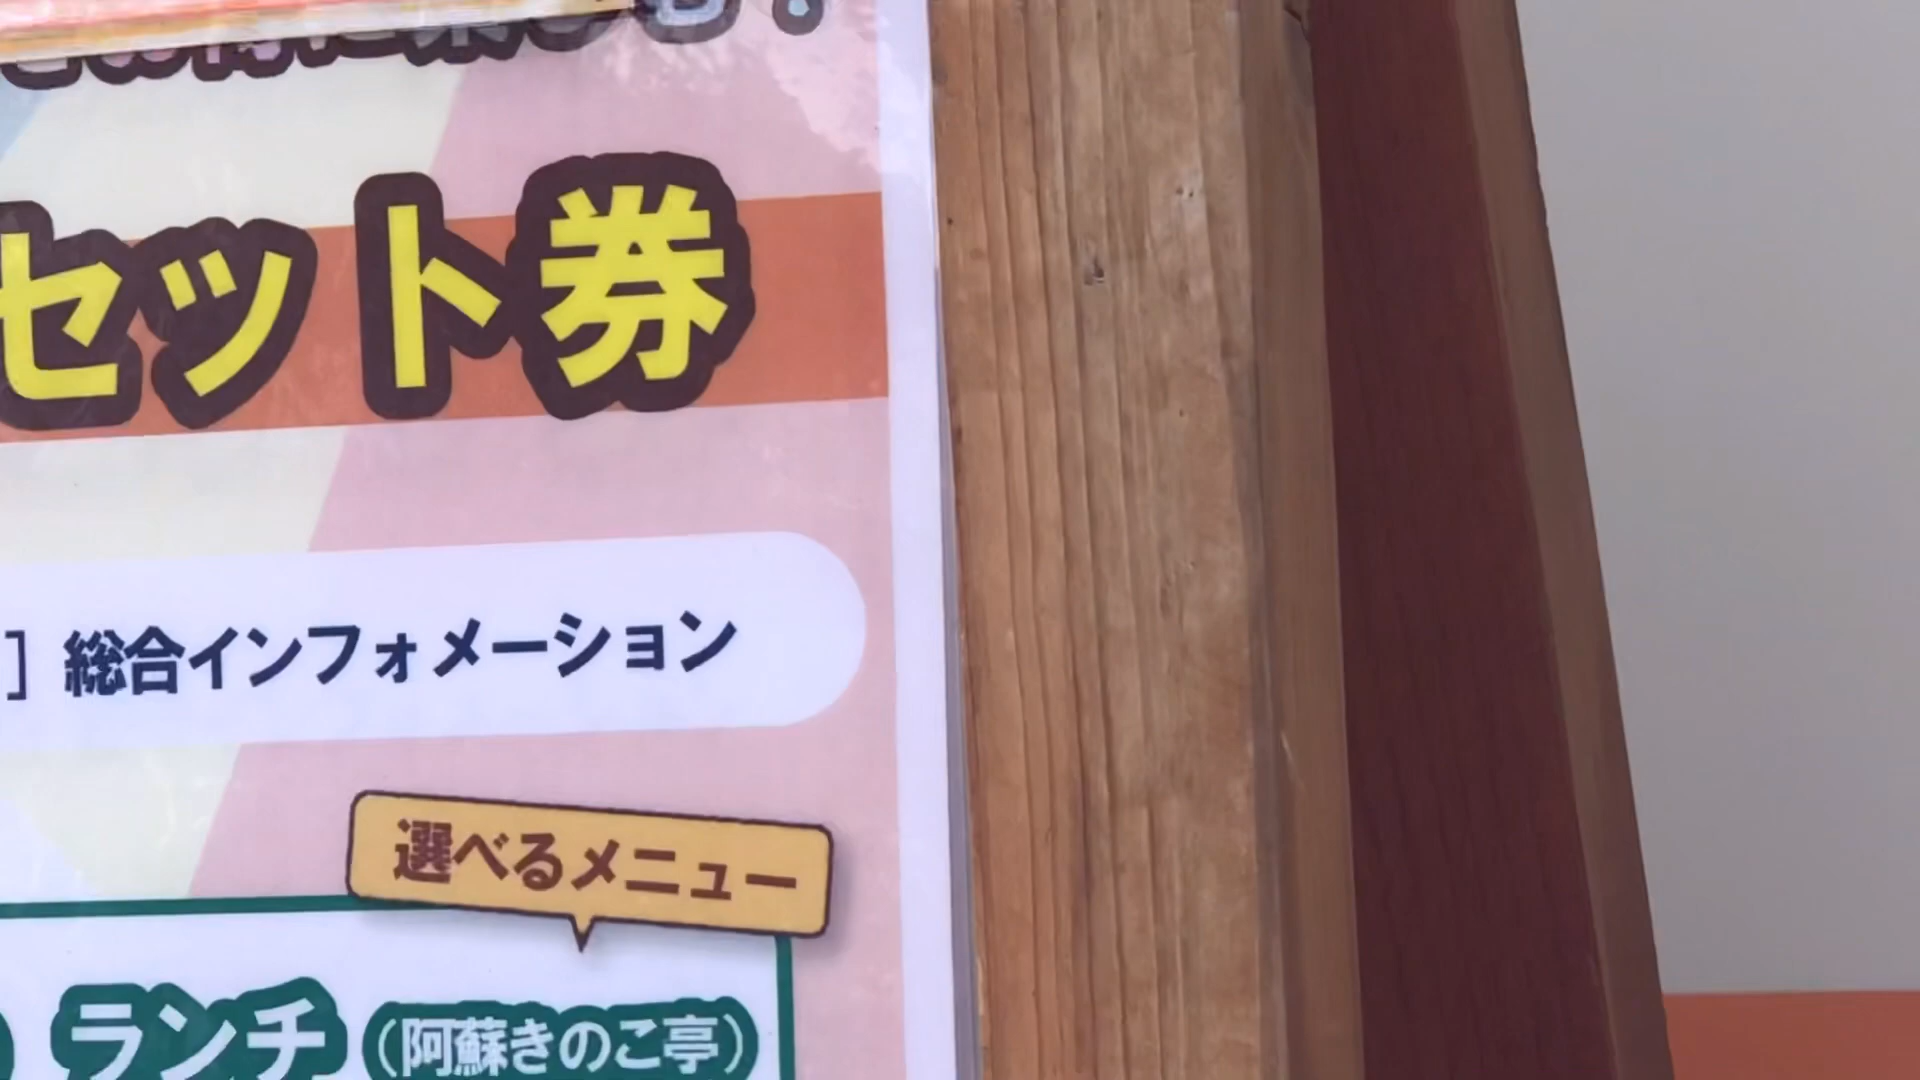 セット券
］総合インフォメーション
選べるメニュー
ランチ（阿蘇きのこ亭）